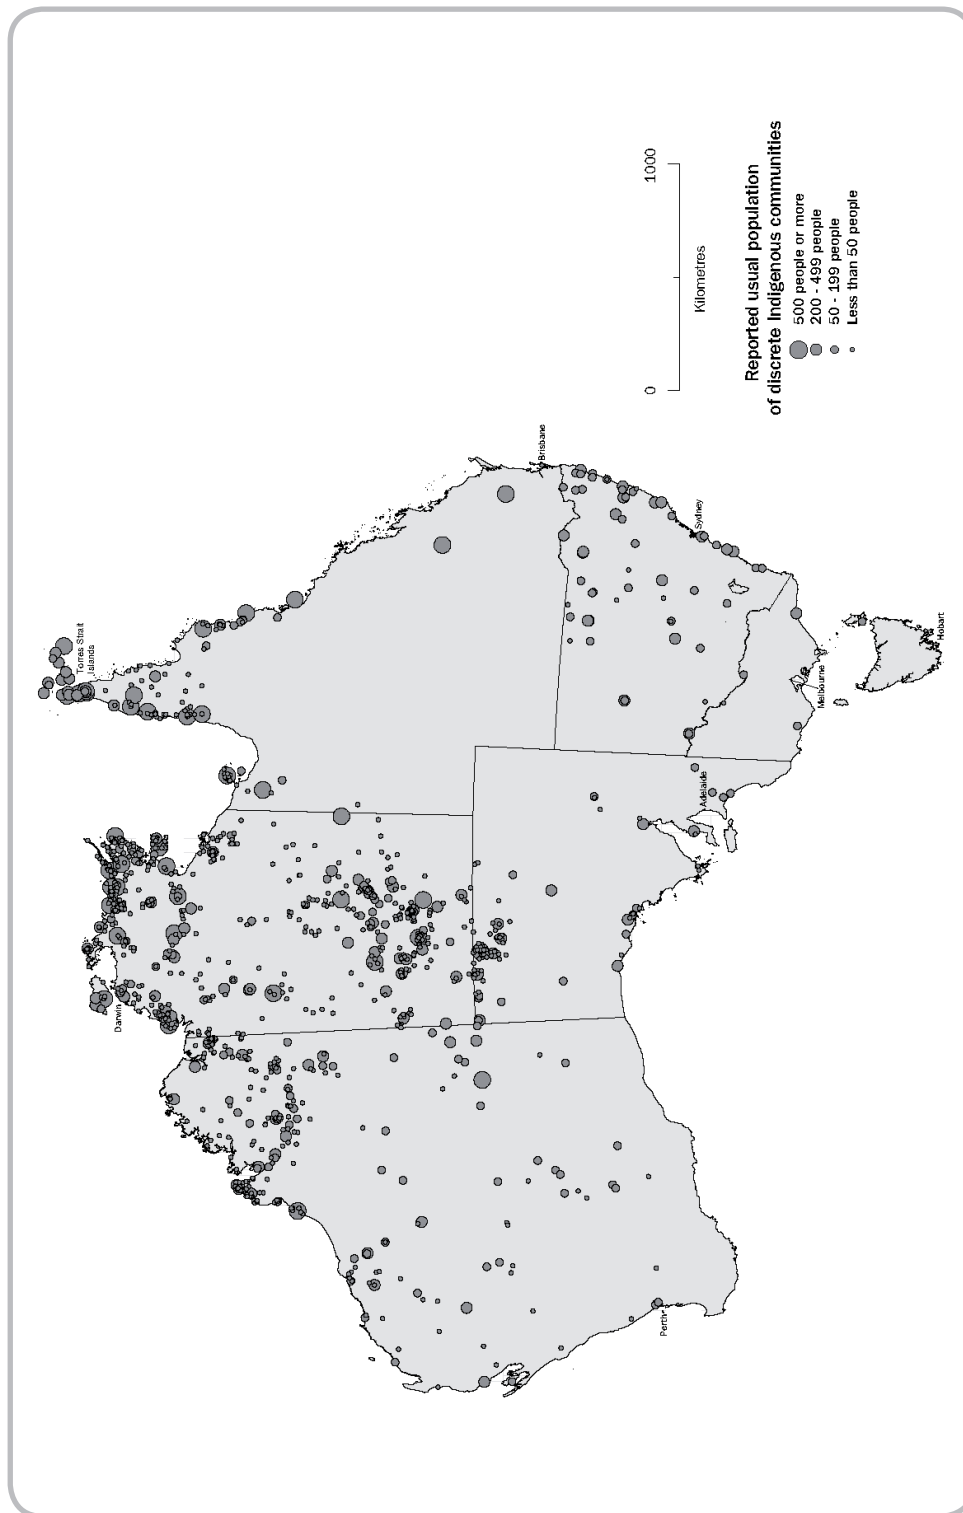 Torres Strait
Islands
Darwin
Brisbane
Sydney
Adelaide
Melbourne
Perth
Hobart
0
1000
Kilometres
Reported usual population
of discrete Indigenous communities
500 people or more
200 - 499 people
50 - 199 people
Less than 50 people